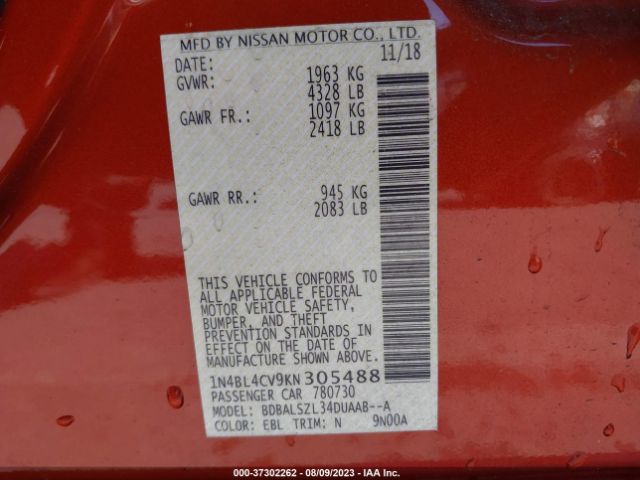 MFD BY NISSAN MOTOR CO., LTD.
DATE: 11/18
GVWR: 1963 KG
4328 LB
GAWR FR.: 1097 KG
2418 LB
GAWR RR.: 945 KG
2083 LB
THIS VEHICLE CONFORMS TO
ALL APPLICABLE FEDERAL
MOTOR VEHICLE SAFETY,
BUMPER, AND THEFT
PREVENTION STANDARDS IN
EFFECT ON THE DATE OF
MANUFACTURE SHOWN ABOVE.
1N4BL4CV9KN305488
PASSENGER CAR 780730
MODEL: BDBALSZL34DUAAB--A
COLOR: EBL TRIM: N 9N00A
000-37302262 - 08/09/2023 - IAA Inc.